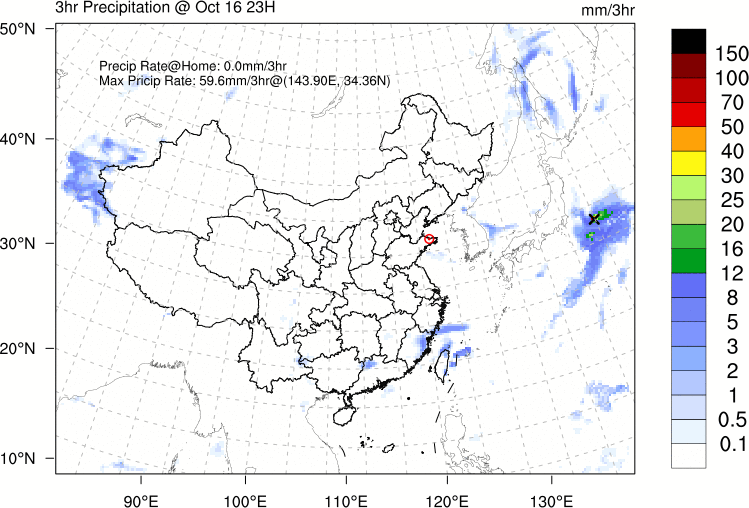 3hr Precipitation @ Oct 16 23H
mm/3hr
Precip Rate@Home: 0.0mm/3hr
Max Pricip Rate: 59.6mm/3hr@(143.90E, 34.36N)
50°N
40°N
30°N
20°N
10°N
90°E
100°E
110°E
120°E
130°E
150
100
70
50
40
30
25
20
16
12
8
5
3
2
1
0.5
0.1